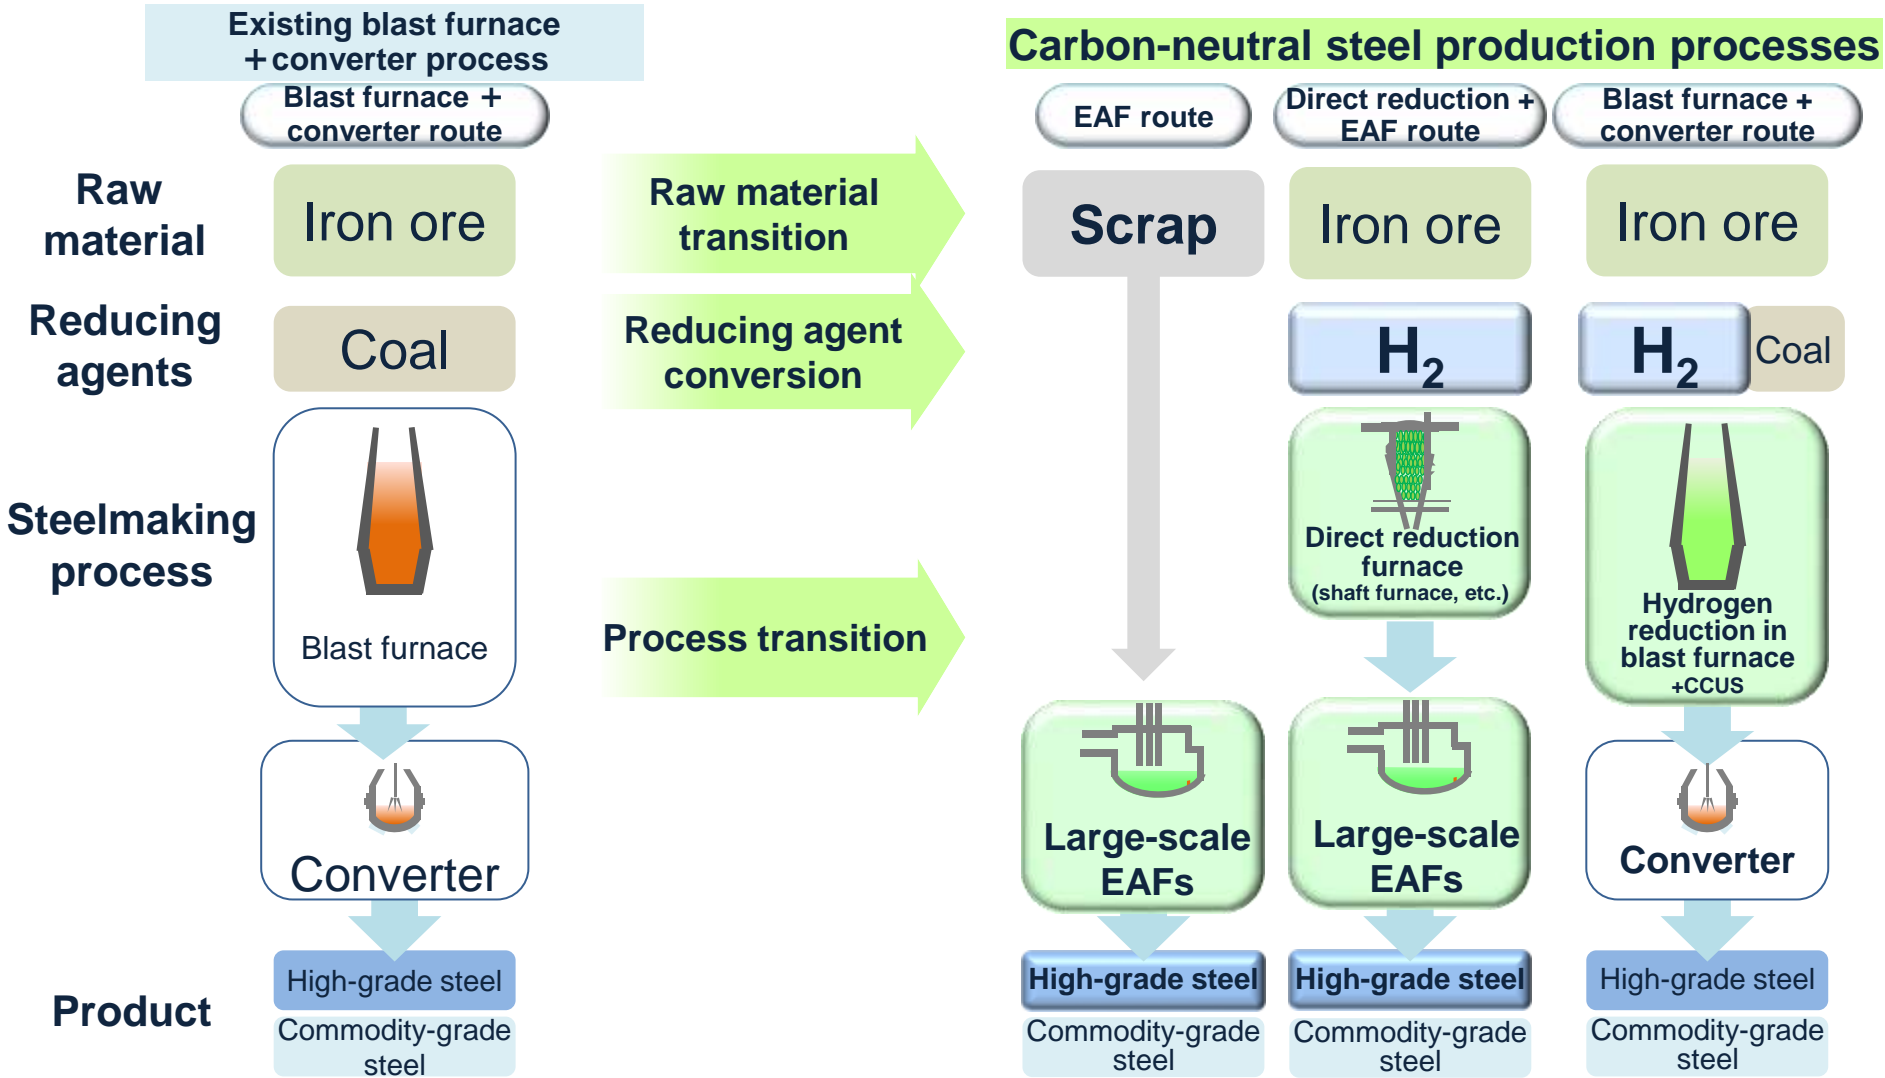 Existing blast furnace
+converter process
Carbon-neutral steel production processes
Blast furnace +
converter route
EAF route
Direct reduction +
EAF route
Blast furnace +
converter route
Raw
material
Iron ore
Raw material
transition
Scrap
Iron ore
Iron ore
Reducing
agents
Coal
Reducing agent
conversion
H2
H2
Coal
Steelmaking
process
Blast furnace
Process transition
Direct reduction
furnace
(shaft furnace, etc.)
Hydrogen
reduction in
blast furnace
+CCUS
Converter
Large-scale
EAFs
Large-scale
EAFs
Converter
Product
High-grade steel
High-grade steel
High-grade steel
High-grade steel
Commodity-grade
steel
Commodity-grade
steel
Commodity-grade
steel
Commodity-grade
steel